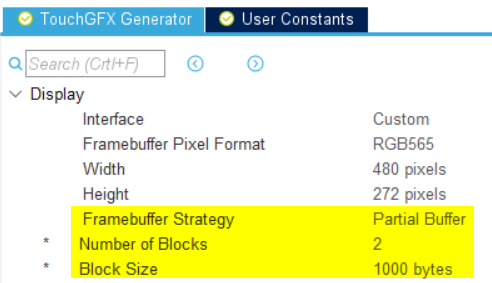 TouchGFX Generator User Constants
Search (Crtl+F)
Display
Interface Custom
Framebuffer Pixel Format RGB565
Width 480 pixels
Height 272 pixels
Framebuffer Strategy Partial Buffer
* Number of Blocks 2
* Block Size 1000 bytes